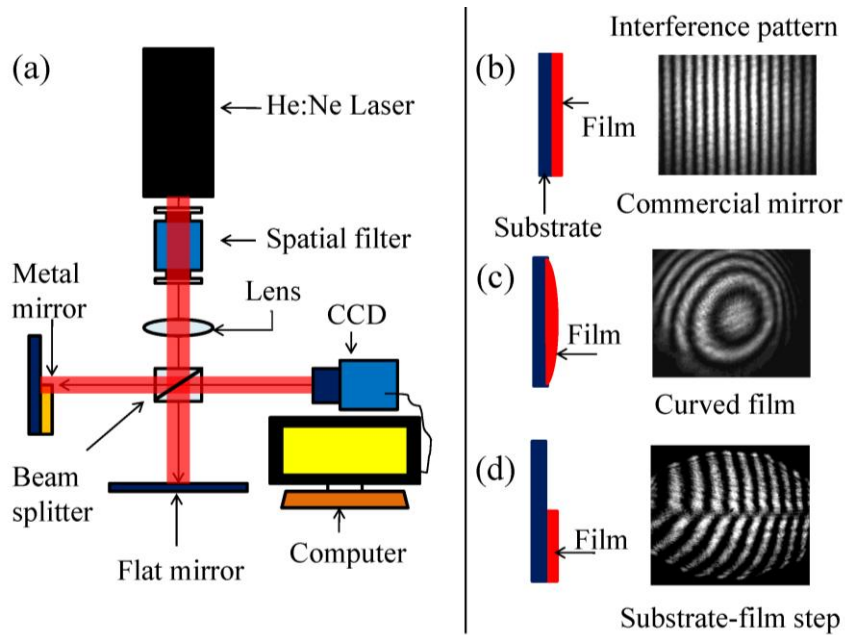 (a)
He:Ne Laser
Spatial filter
Metal
mirror
Lens
CCD
Beam
splitter
Flat mirror
Computer
Interference pattern
(b)
Film
Substrate
Commercial mirror
(c)
Film
Curved film
(d)
Film
Substrate-film step